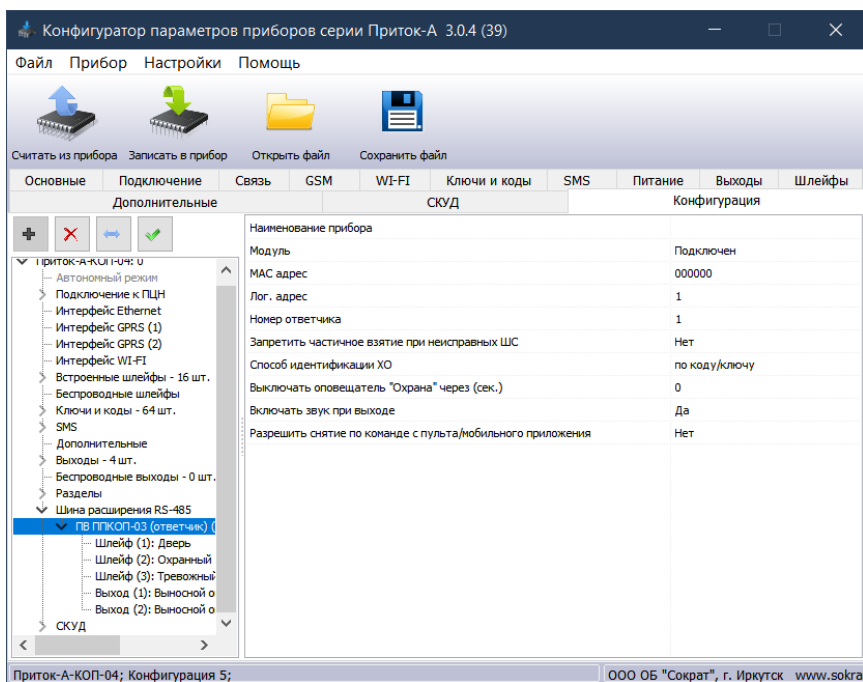 Конфигуратор параметров приборов серии Приток-А 3.0.4 (39)
Файл Прибор Настройки Помощь
Считать из прибора Записать в прибор Открыть файл Сохранить файл
Основные Подключение Связь GSM WI-FI Ключи и коды SMS Питание Выходы Шлейфы
Дополнительные СКУД Конфигурация
Приток-А-КОП-04: 0
Автономный режим
Подключение к ПЦН
Интерфейс Ethernet
Интерфейс GPRS (1)
Интерфейс GPRS (2)
Интерфейс WI-FI
Встроенные шлейфы - 16 шт.
Беспроводные шлейфы
Ключи и коды - 64 шт.
SMS
Дополнительные
Выходы - 4 шт.
Беспроводные выходы - 0 шт.
Разделы
Шина расширения RS-485
ПВ ППКОП-03 (ответчик) (
Шлейф (1): Дверь
Шлейф (2): Охранный
Шлейф (3): Тревожный
Выход (1): Выносной о
Выход (2): Выносной о
СКУД
Наименование прибора
Модуль Подключен
MAC адрес 000000
Лог. адрес 1
Номер ответчика 1
Запретить частичное взятие при неисправных ШС Нет
Способ идентификации ХО по коду/ключу
Выключать оповещатель "Охрана" через (сек.) 0
Включать звук при выходе Да
Разрешить снятие по команде с пульта/мобильного приложения Нет
Приток-А-КОП-04; Конфигурация 5; ООО ОБ "Сократ", г. Иркутск www.sokra